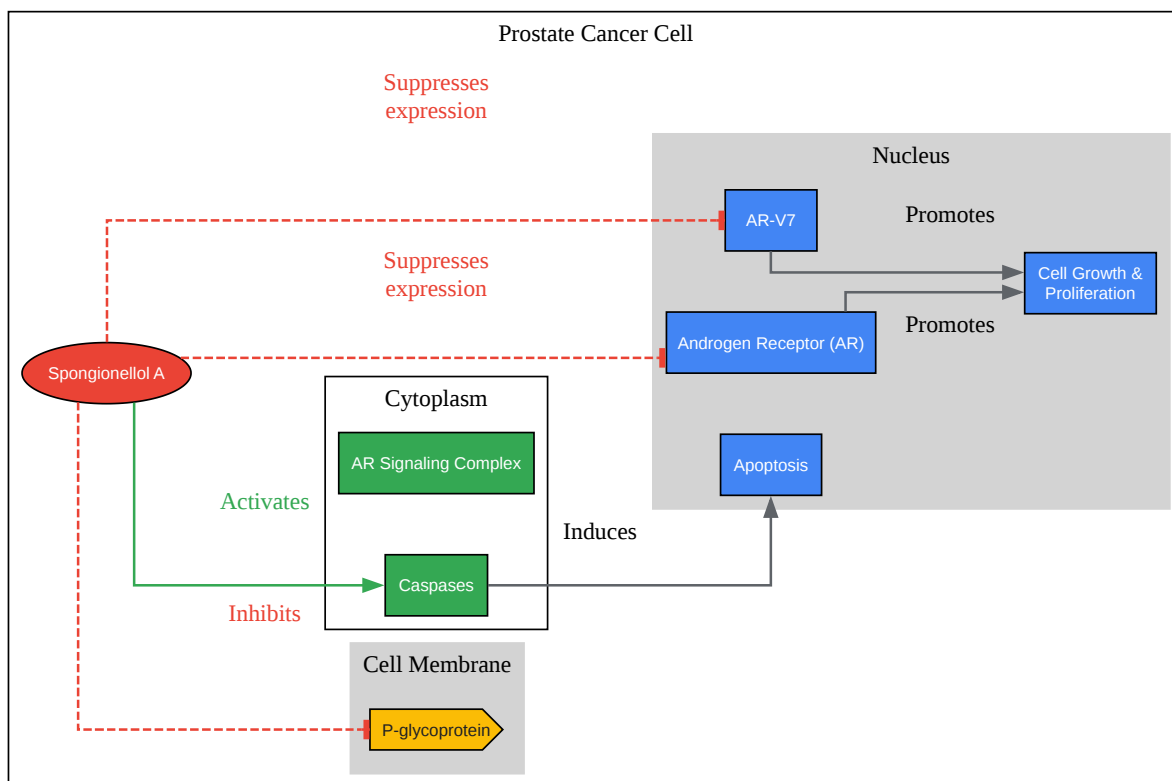 Prostate Cancer Cell
Suppresses
expression
Nucleus
AR-V7
Promotes
Suppresses
expression
Cell Growth &
Proliferation
Androgen Receptor (AR)
Promotes
Spongionellol A
Cytoplasm
AR Signaling Complex
Apoptosis
Activates
Induces
Caspases
Inhibits
Cell Membrane
P-glycoprotein